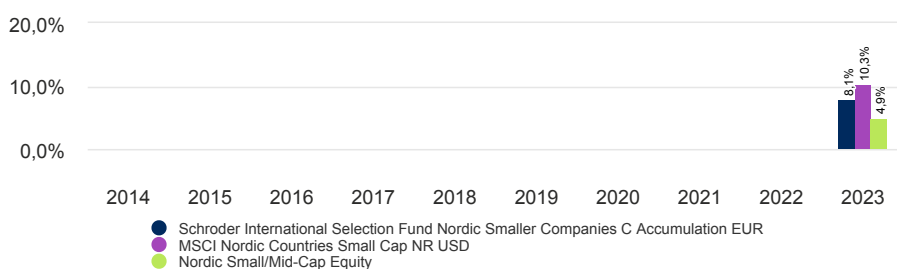 20,0%
10,0%
0,0%
8,1%
10,3%
4,9%
2014 2015 2016 2017 2018 2019 2020 2021 2022 2023
Schroder International Selection Fund Nordic Smaller Companies C Accumulation EUR
MSCI Nordic Countries Small Cap NR USD
Nordic Small/Mid-Cap Equity